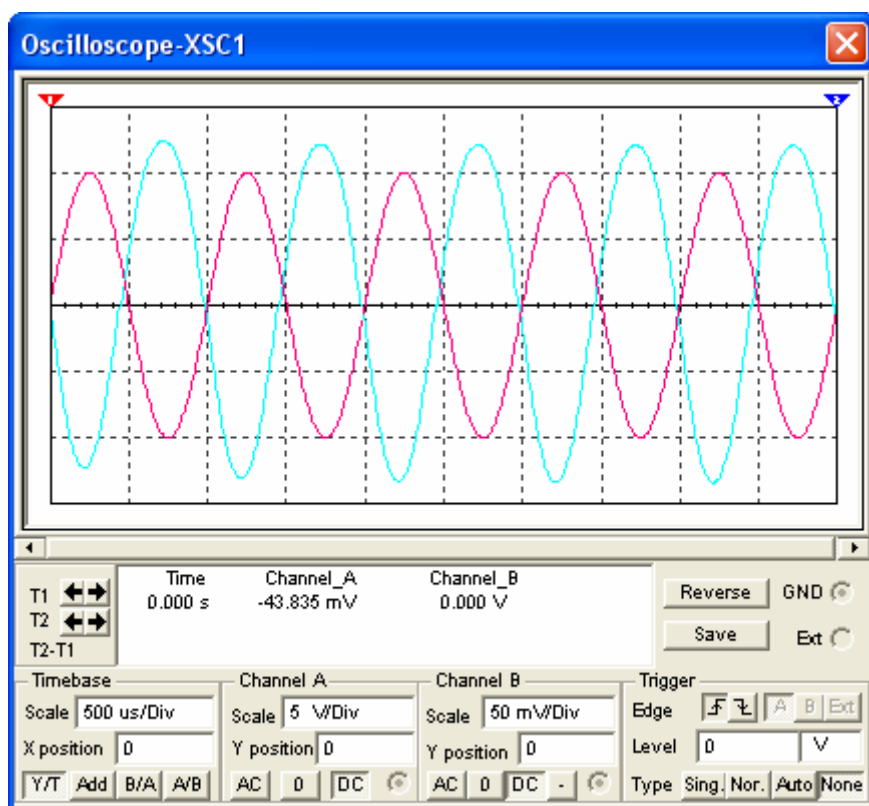 Oscilloscope-XSC1
1 2
Time Channel_A Channel_B
T1 0.000 s -43.835 mV 0.000 V
T2
T2-T1
Reverse GND
Save Ext
Timebase
Scale 500 us/Div
X position 0
Y/T Add B/A A/B
Channel A
Scale 5 V/Div
Y position 0
AC 0 DC
Channel B
Scale 50 mV/Div
Y position 0
AC 0 DC -
Trigger
Edge A B Ext
Level 0 V
Type Sing. Nor. Auto None